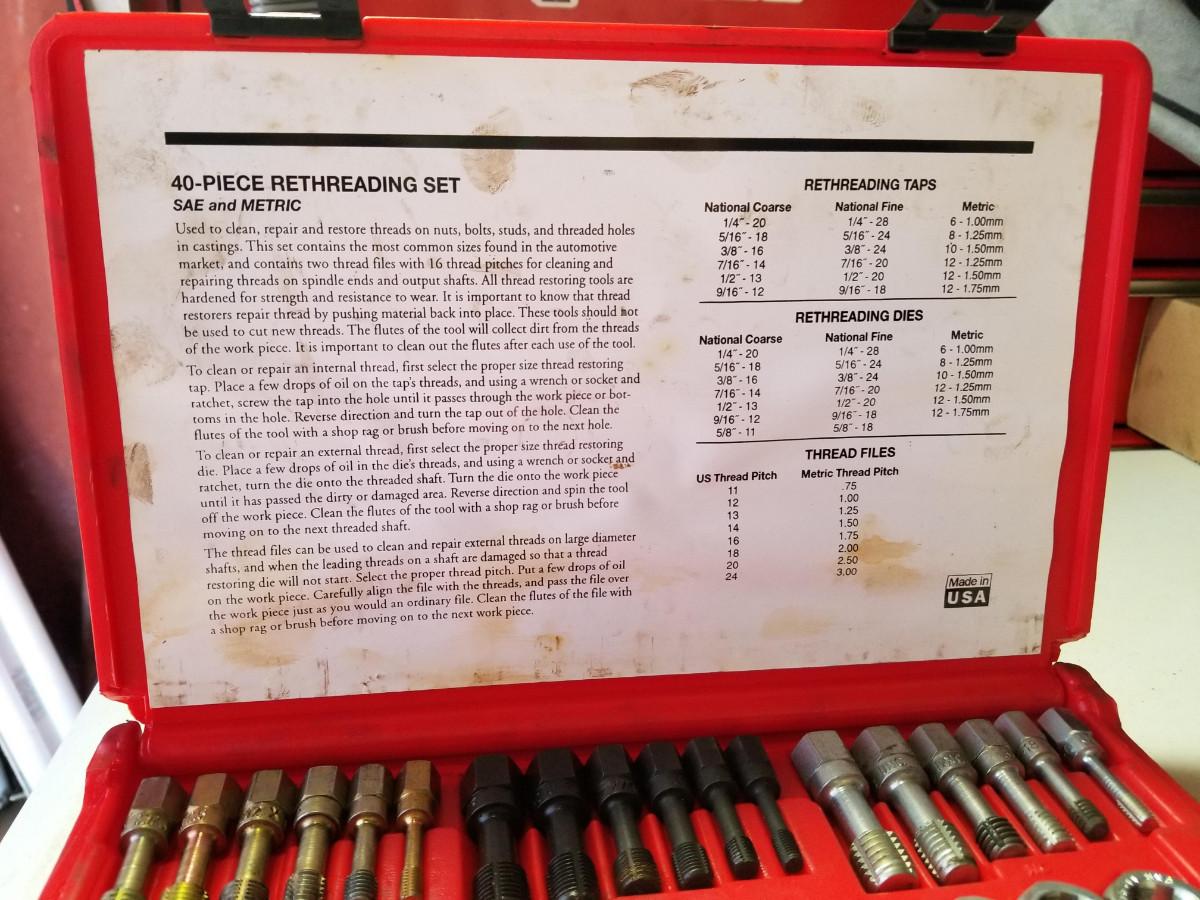 40-PIECE RETHREADING SET
SAE and METRIC
Used to clean, repair and restore threads on nuts, bolts, studs, and threaded holes
in castings. This set contains the most common sizes found in the automotive
market, and contains two thread files with 16 thread pitches for cleaning and
repairing threads on spindle ends and output shafts. All thread restoring tools are
hardened for strength and resistance to wear. It is important to know that thread
restorers repair thread by pushing material back into place. These tools should not
be used to cut new threads. The flutes of the tool will collect dirt from the threads
of the work piece. It is important to clean out the flutes after each use of the tool.
To clean or repair an internal thread, first select the proper size thread restoring
tap. Place a few drops of oil on the tap's threads, and using a wrench or socket and
ratchet, screw the tap into the hole until it passes through the work piece or bot-
toms in the hole. Reverse direction and turn the tap out of the hole. Clean the
flutes of the tool with a shop rag or brush before moving on to the next hole.
To clean or repair an external thread, first select the proper size thread restoring
die. Place a few drops of oil in the die's threads, and using a wrench or socket and
ratchet, turn the die onto the threaded shaft. Turn the die onto the work piece
until it has passed the dirty or damaged area. Reverse direction and spin the tool
off the work piece. Clean the flutes of the tool with a shop rag or brush before
moving on to the next threaded shaft.
The thread files can be used to clean and repair external threads on large diameter
shafts, and when the leading threads on a shaft are damaged so that a thread
restoring die will not start. Select the proper thread pitch. Put a few drops of oil
on the work piece. Carefully align the file with the threads, and pass the file over
the work piece just as you would an ordinary file. Clean the flutes of the file with
a shop rag or brush before moving on to the next work piece.
RETHREADING TAPS
National Coarse National Fine Metric
1/4″ - 20 1/4″ - 28 6 - 1.00mm
5/16″ - 18 5/16″ - 24 8 - 1.25mm
3/8″ - 16 3/8″ - 24 10 - 1.50mm
7/16″ - 14 7/16″ - 20 12 - 1.25mm
1/2″ - 13 1/2″ - 20 12 - 1.50mm
9/16″ - 12 9/16″ - 18 12 - 1.75mm
RETHREADING DIES
National Coarse National Fine Metric
1/4″ - 20 1/4″ - 28 6 - 1.00mm
5/16″ - 18 5/16″ - 24 8 - 1.25mm
3/8″ - 16 3/8″ - 24 10 - 1.50mm
7/16″ - 14 7/16″ - 20 12 - 1.25mm
1/2″ - 13 1/2″ - 20 12 - 1.50mm
9/16″ - 12 9/16″ - 18 12 - 1.75mm
5/8″ - 11 5/8″ - 18
THREAD FILES
US Thread Pitch Metric Thread Pitch
11 .75
12 1.00
13 1.25
14 1.50
16 1.75
18 2.00
20 2.50
24 3.00
Made in
USA